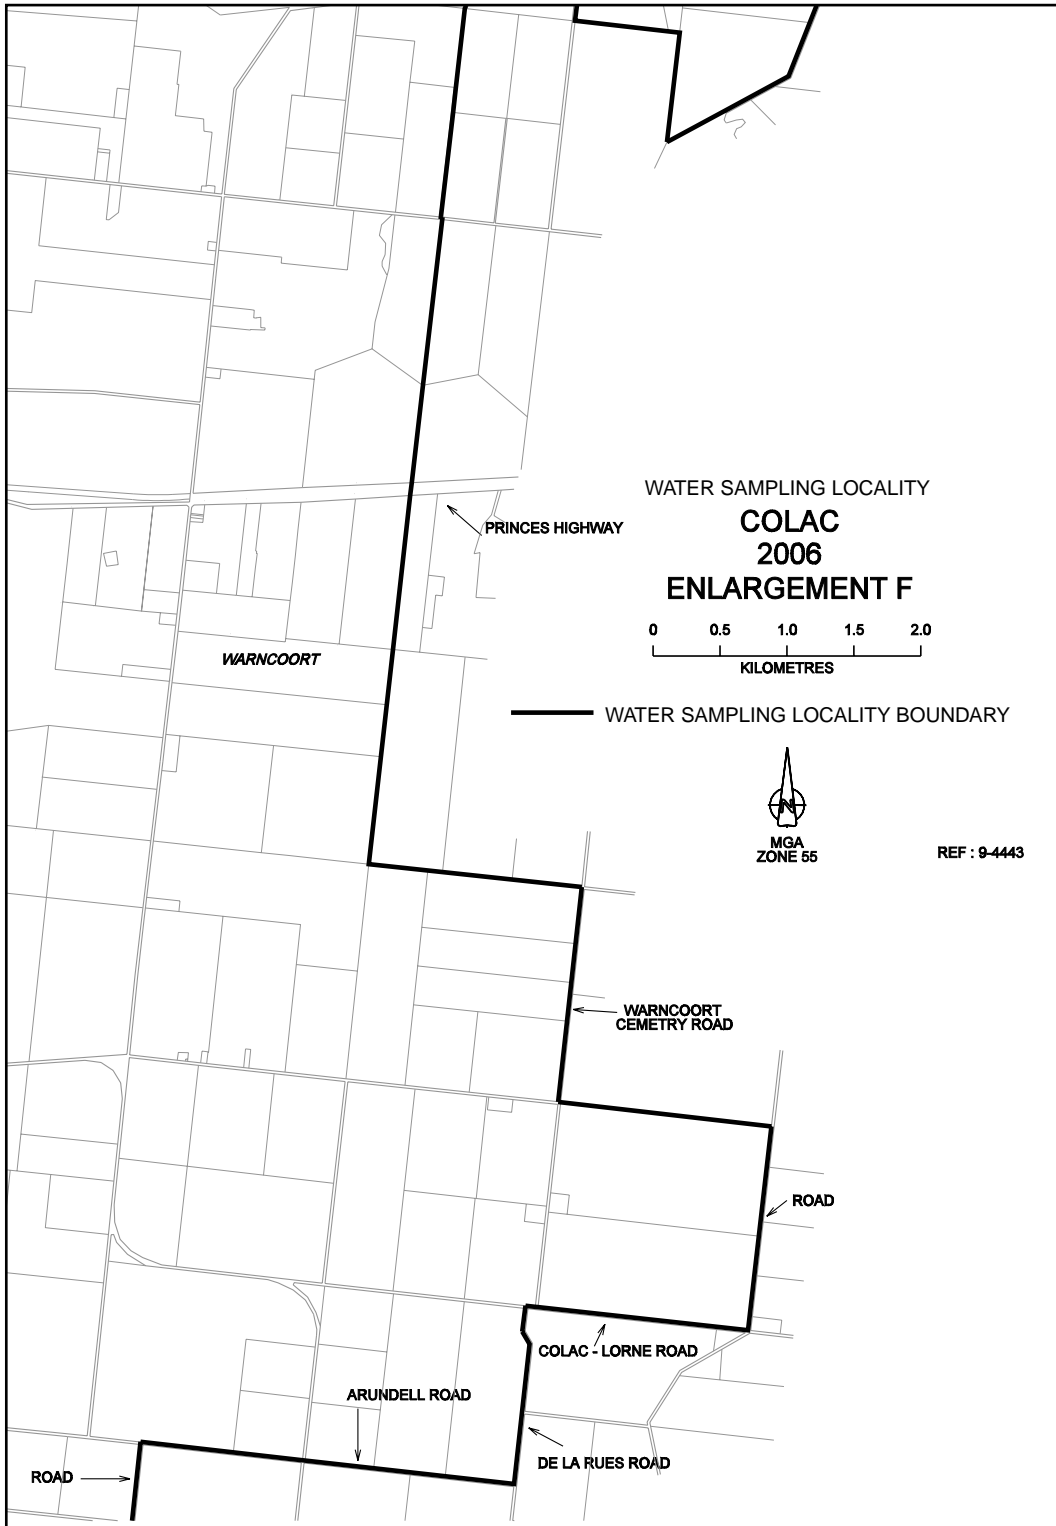 WATER SAMPLING LOCALITY
COLAC
2006
ENLARGEMENT F
PRINCES HIGHWAY
0 0.5 1.0 1.5 2.0
KILOMETRES
WARNCOORT
WATER SAMPLING LOCALITY BOUNDARY
N
MGA
ZONE 55
REF : 9-4443
WARNCOORT
CEMETRY ROAD
ROAD
COLAC - LORNE ROAD
ARUNDELL ROAD
DE LA RUES ROAD
ROAD